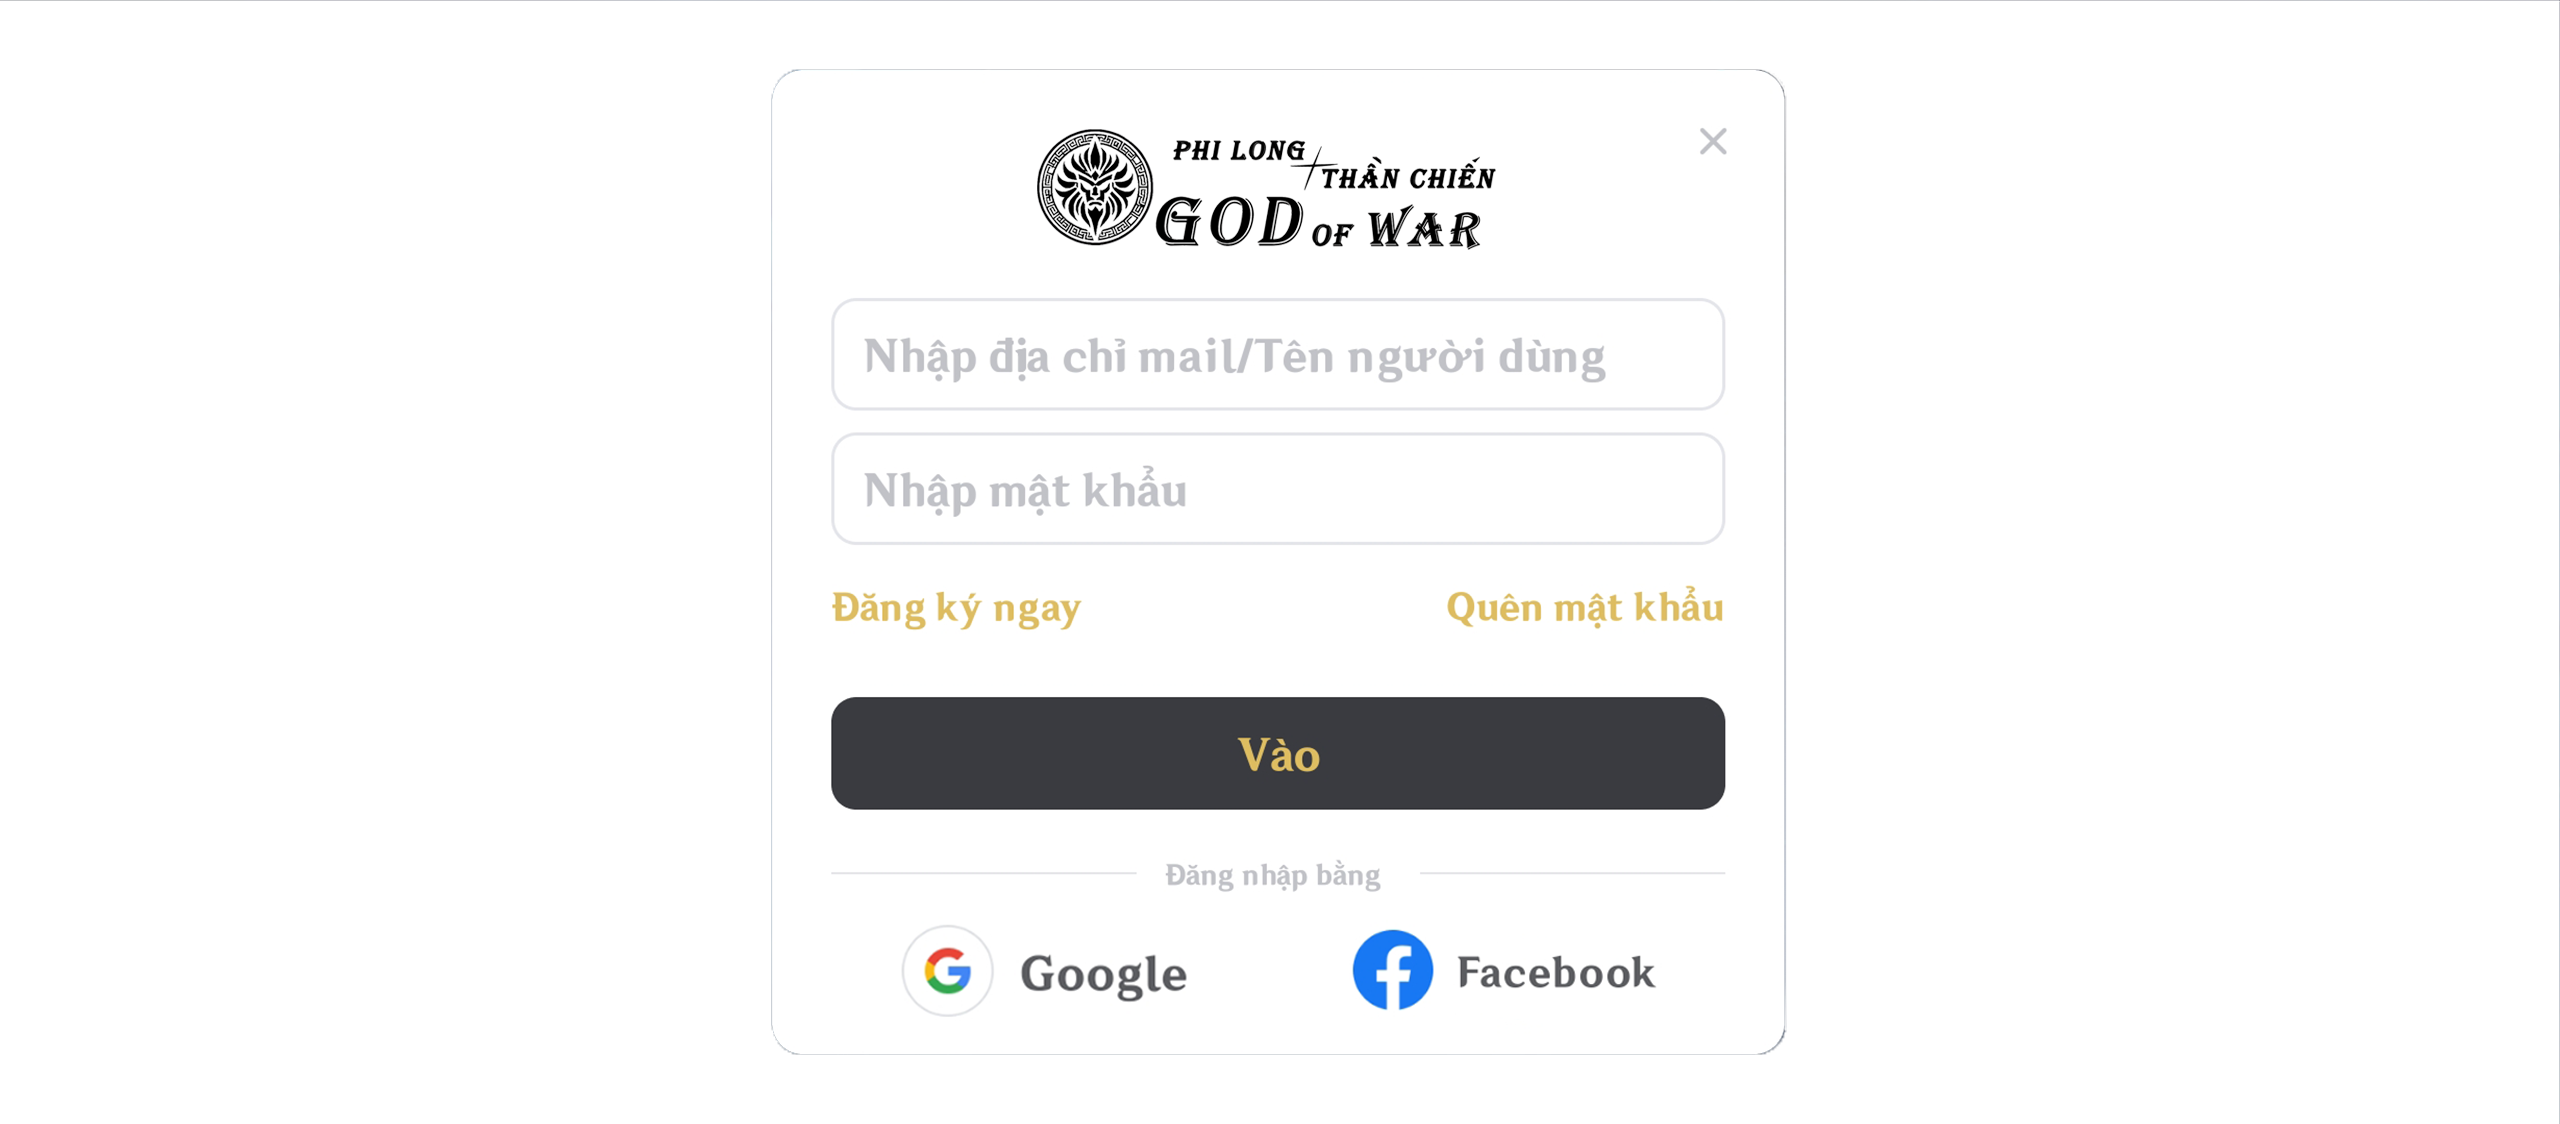 PHI LONG
THẦN CHIẾN
GOD OF WAR
Nhập địa chỉ mail/Tên người dùng
Nhập mật khẩu
Đăng ký ngay
Quên mật khẩu
Vào
Đăng nhập bằng
Google
Facebook